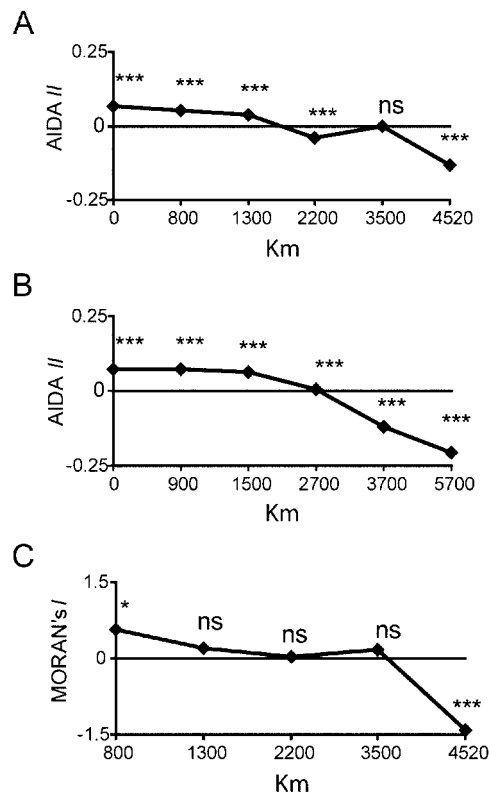 A
0.25
*** *** *** *** ns ***
0
-0.25
AIDA II
0 800 1300 2200 3500 4520
Km
B
0.25
*** *** *** *** *** ***
0
-0.25
AIDA II
0 900 1500 2700 3700 5700
Km
C
1.5
* ns ns ns ***
0
-1.5
MORAN's I
800 1300 2200 3500 4520
Km